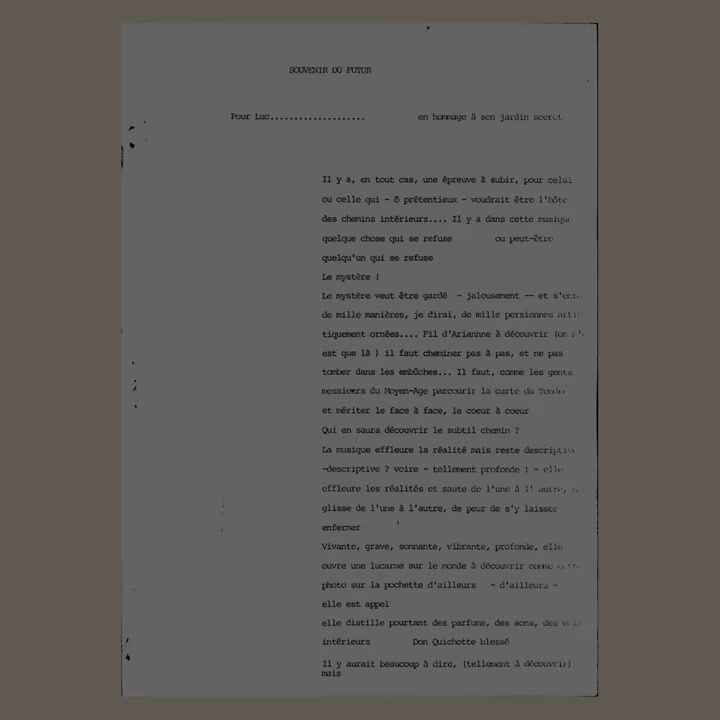 SOUVENIR DU FUTUR
Pour Luc.................... en hommage à son jardin secret
Il y a, en tout cas, une épreuve à subir, pour celui
ou celle qui - ô prétentieux - voudrait être l'hôte
des chemins intérieurs.... Il y a dans cette musique
quelque chose qui se refuse ou peut-être
quelqu'un qui se refuse
Le mystère !
Le mystère veut être gardé - jalousement -- et
de mille manières, je dirai, de mille persiennes
tiquement ornées.... Fil d'Ariannne à découvrir (on
est que là ) il faut cheminer pas à pas, et ne pas
tomber dans les embûches... Il faut, comme les gents
messieurs du Moyen-Age parcourir la carte du Tendre
et mériter le face à face, le coeur à coeur
Qui en saura découvrir le subtil chemin ?
La musique effleure la réalité mais reste descriptive
-descriptive ? voire - tellement profonde ! - elle
effleure les réalités et saute de l'une à l'autre,
glisse de l'une à l'autre, de peur de s'y laisser
enfermer
Vivante, grave, sonnante, vibrante, profonde, elle
ouvre une lucarne sur le monde à découvrir comme
photo sur la pochette d'ailleurs - d'ailleurs -
elle est appel
elle distille pourtant des parfums, des sons, des
intérieurs Don Quichotte blessé
Il y aurait beaucoup à dire, (tellement à découvrir)
mais